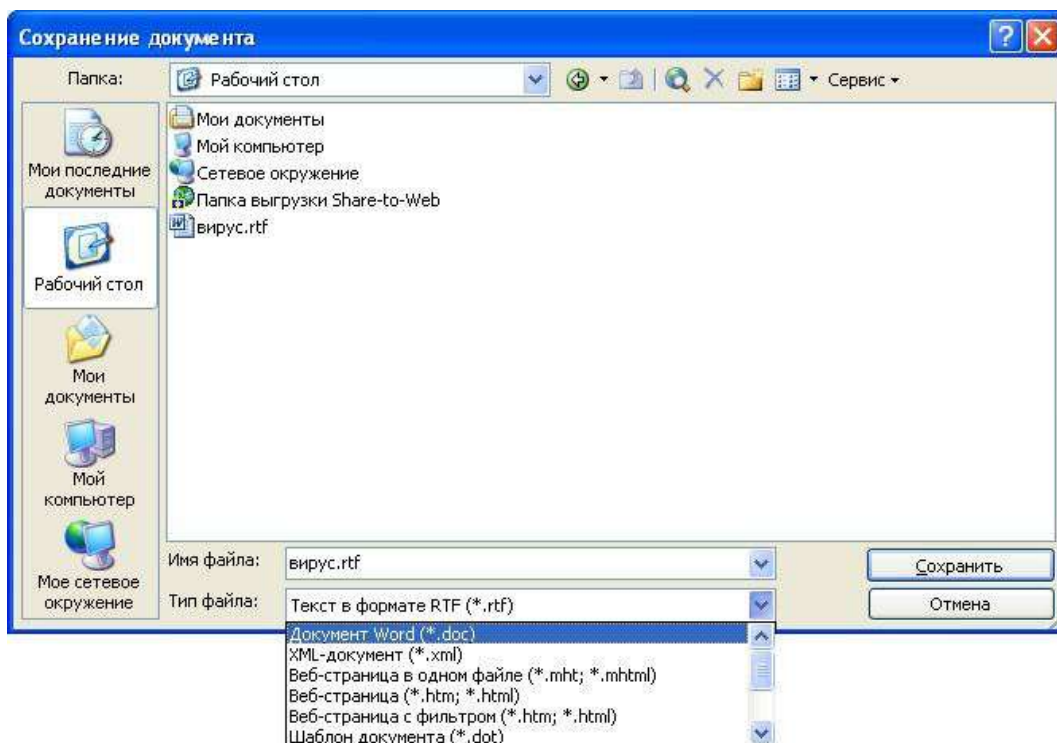 Сохранение документа
Папка:
Рабочий стол
Сервис
Мои последние
документы
Рабочий стол
Мои
документы
Мой
компьютер
Мое сетевое
окружение
Мои документы
Мой компьютер
Сетевое окружение
Папка выгрузки Share-to-Web
вирус.rtf
Имя файла:
вирус.rtf
Сохранить
Тип файла:
Текст в формате RTF (*.rtf)
Отмена
Документ Word (*.doc)
XML-документ (*.xml)
Веб-страница в одном файле (*.mht; *.mhtml)
Веб-страница (*.htm; *.html)
Веб-страница с фильтром (*.htm; *.html)
Шаблон документа (*.dot)